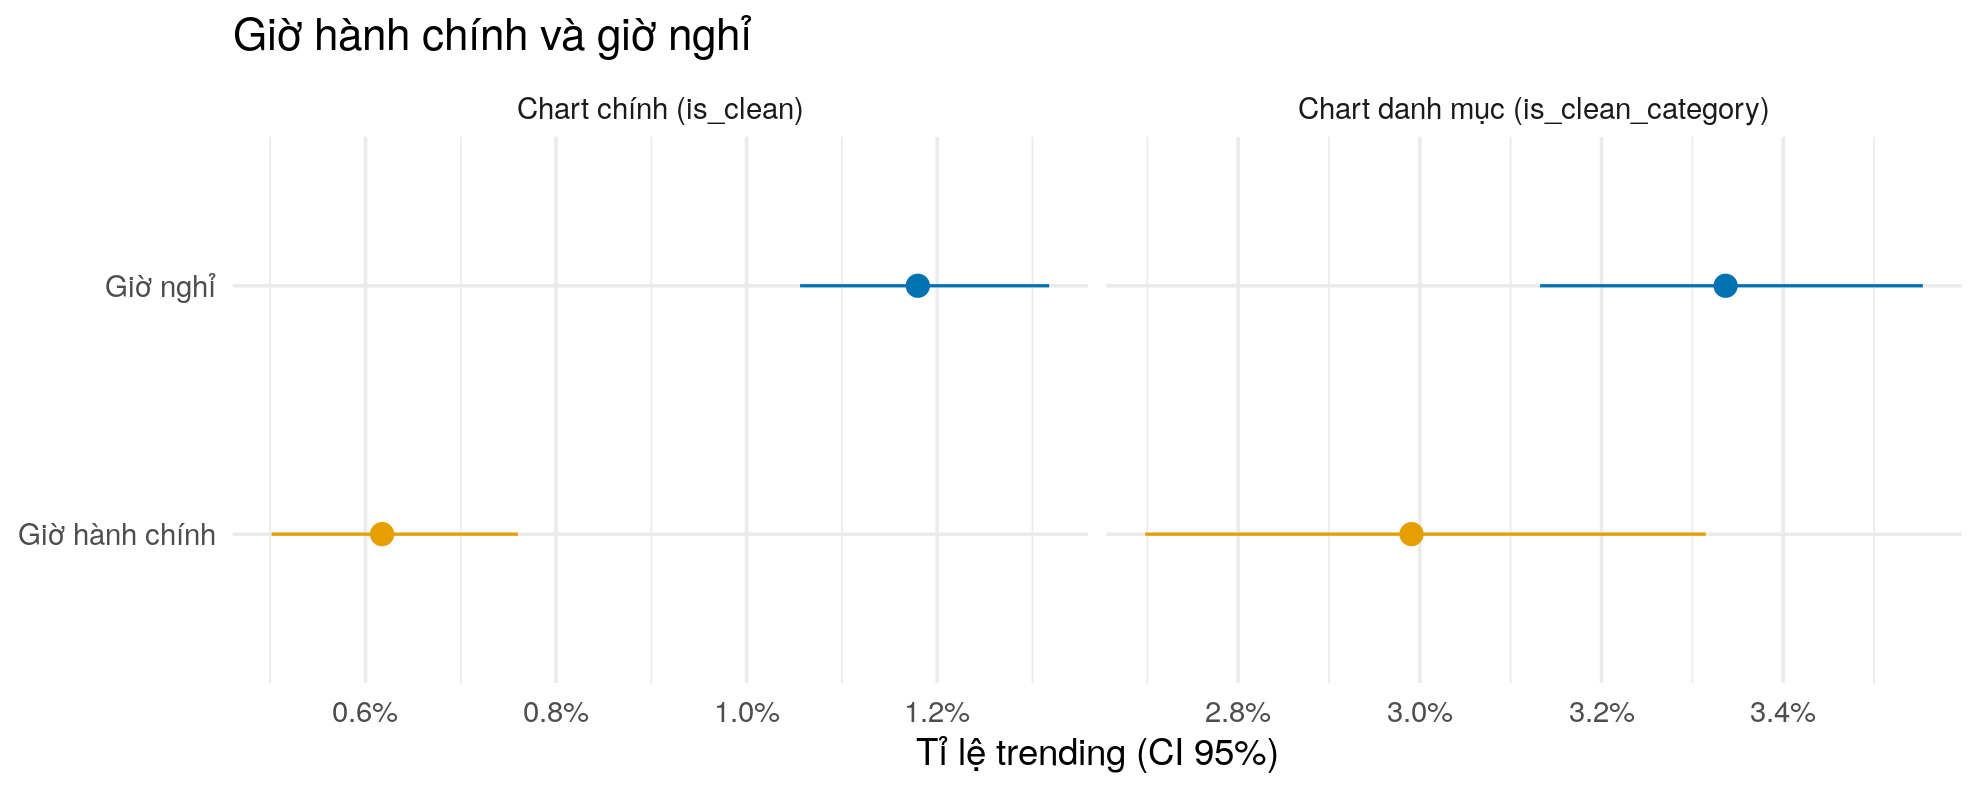 Giờ hành chính và giờ nghỉ
Chart chính (is_clean)
Chart danh mục (is_clean_category)
Giờ nghỉ
Giờ hành chính
0.6% 0.8% 1.0% 1.2% 2.8% 3.0% 3.2% 3.4%
Tỉ lệ trending (CI 95%)